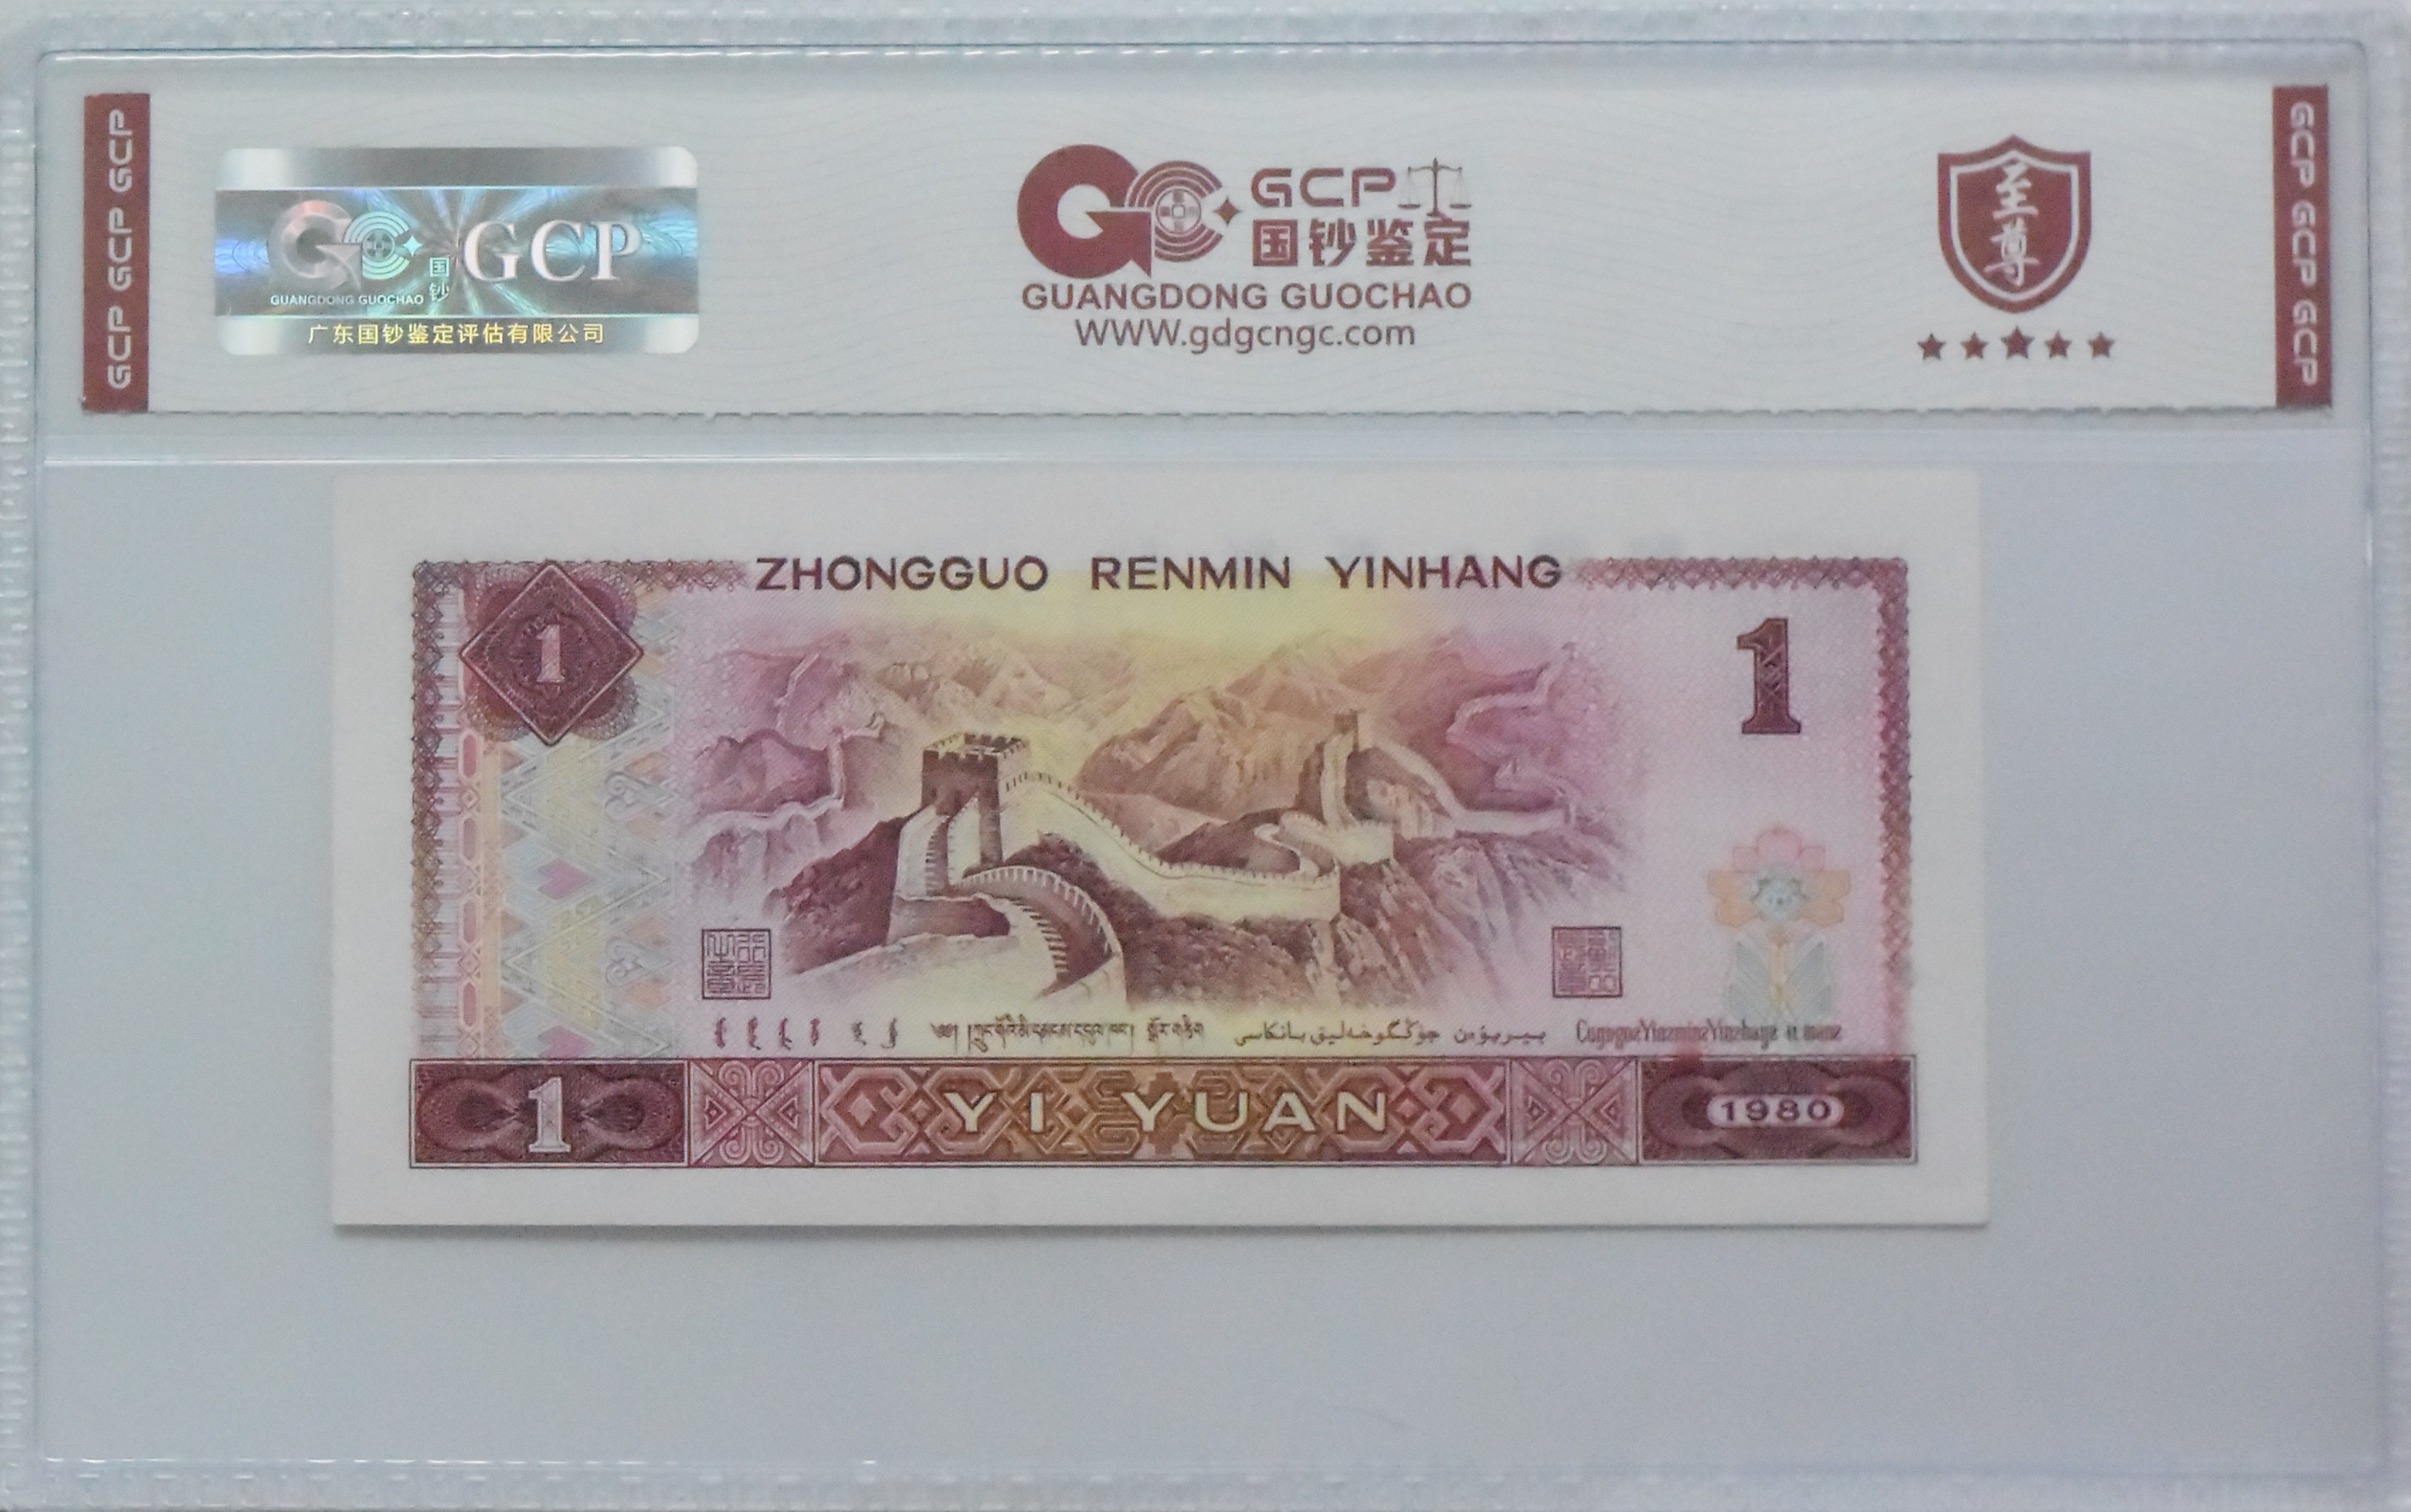 GCP GCP GCP
GCP
国钞
GUANGDONG GUOCHAO
广东国钞鉴定评估有限公司
GCP
国钞鉴定
GUANGDONG GUOCHAO
WWW.gdgcngc.com
至尊
GCP GCP GCP
ZHONGGUO RENMIN YINHANG
1
1
1
YI YUAN
1980